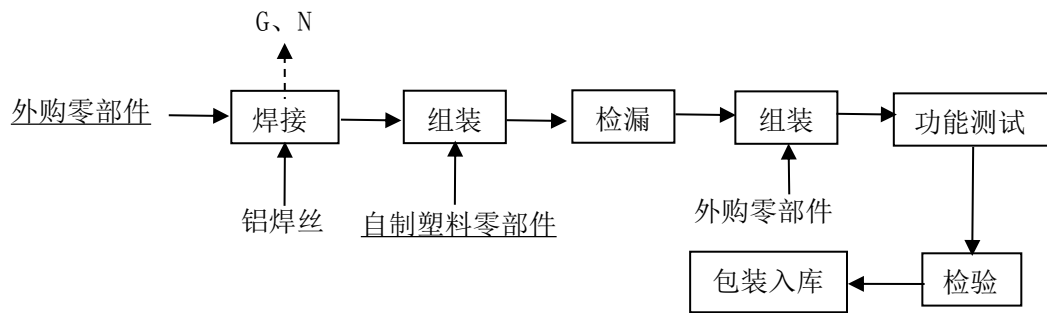 G、N
外购零部件
焊接
组装
检漏
组装
功能测试
铝焊丝
自制塑料零部件
外购零部件
包装入库
检验